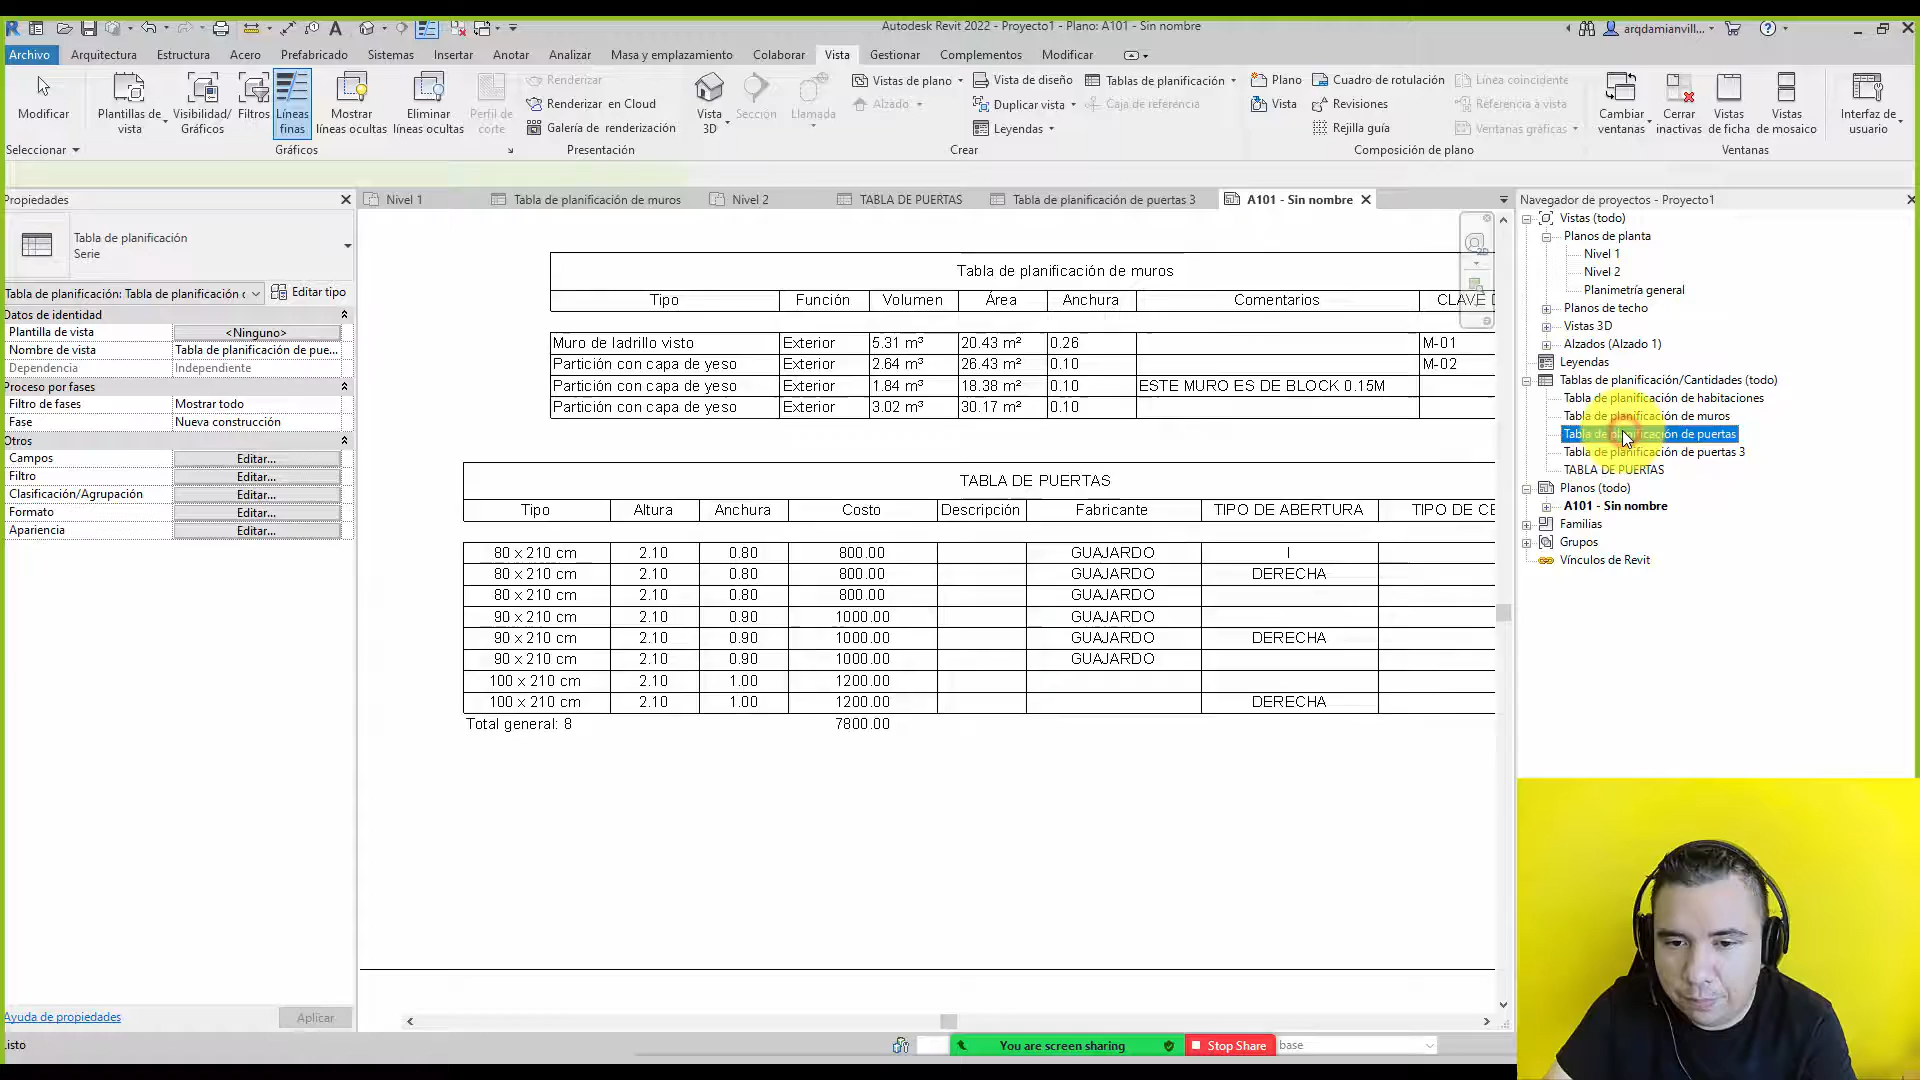 Autodesk Revit 2022 - Proyecto1 - Plano: A101 - Sin nombre
arqdamianvill...
Archivo Arquitectura Estructura Acero Prefabricado Sistemas Insertar Anotar Analizar Masa y emplazamiento Colaborar Vista Gestionar Complementos Modificar
Modificar
Plantillas de vista
Visibilidad/ Gráficos
Filtros
Líneas finas
Mostrar líneas ocultas
Eliminar líneas ocultas
Perfil de corte
Renderizar
Renderizar en Cloud
Galería de renderización
Vista 3D
Sección
Llamada
Vistas de plano
Alzado
Vista de diseño
Duplicar vista
Leyendas
Tablas de planificación
Caja de referencia
Plano
Vista
Cuadro de rotulación
Revisiones
Rejilla guía
Línea coincidente
Referencia a vista
Ventanas gráficas
Cambiar ventanas
Cerrar inactivas
Vistas de ficha
Vistas de mosaico
Interfaz de usuario
Seleccionar
Gráficos
Presentación
Crear
Composición de plano
Ventanas
Propiedades
Nivel 1
Tabla de planificación de muros
Nivel 2
TABLA DE PUERTAS
Tabla de planificación de puertas 3
A101 - Sin nombre
Tabla de planificación
Serie
Tabla de planificación: Tabla de planificación c
Editar tipo
Datos de identidad
Plantilla de vista <Ninguno>
Nombre de vista Tabla de planificación de pue...
Dependencia Independiente
Proceso por fases
Filtro de fases Mostrar todo
Fase Nueva construcción
Otros
Campos Editar...
Filtro Editar...
Clasificación/Agrupación Editar...
Formato Editar...
Apariencia Editar...
Ayuda de propiedades
Aplicar
Tabla de planificación de muros
Tipo Función Volumen Área Anchura Comentarios CLAVE D
Muro de ladrillo visto Exterior 5.31 m³ 20.43 m² 0.26 M-01
Partición con capa de yeso Exterior 2.64 m³ 26.43 m² 0.10 M-02
Partición con capa de yeso Exterior 1.84 m³ 18.38 m² 0.10 ESTE MURO ES DE BLOCK 0.15M
Partición con capa de yeso Exterior 3.02 m³ 30.17 m² 0.10
TABLA DE PUERTAS
Tipo Altura Anchura Costo Descripción Fabricante TIPO DE ABERTURA TIPO DE CE
80 x 210 cm 2.10 0.80 800.00 GUAJARDO I
80 x 210 cm 2.10 0.80 800.00 GUAJARDO DERECHA
80 x 210 cm 2.10 0.80 800.00 GUAJARDO
90 x 210 cm 2.10 0.90 1000.00 GUAJARDO
90 x 210 cm 2.10 0.90 1000.00 GUAJARDO DERECHA
90 x 210 cm 2.10 0.90 1000.00 GUAJARDO
100 x 210 cm 2.10 1.00 1200.00
100 x 210 cm 2.10 1.00 1200.00 DERECHA
Total general: 8 7800.00
Navegador de proyectos - Proyecto1
Vistas (todo)
Planos de planta
Nivel 1
Nivel 2
Planimetría general
Planos de techo
Vistas 3D
Alzados (Alzado 1)
Leyendas
Tablas de planificación/Cantidades (todo)
Tabla de planificación de habitaciones
Tabla de planificación de muros
Tabla de planificación de puertas
Tabla de planificación de puertas 3
TABLA DE PUERTAS
Planos (todo)
A101 - Sin nombre
Familias
Grupos
Vínculos de Revit
isto
You are screen sharing
Stop Share
base